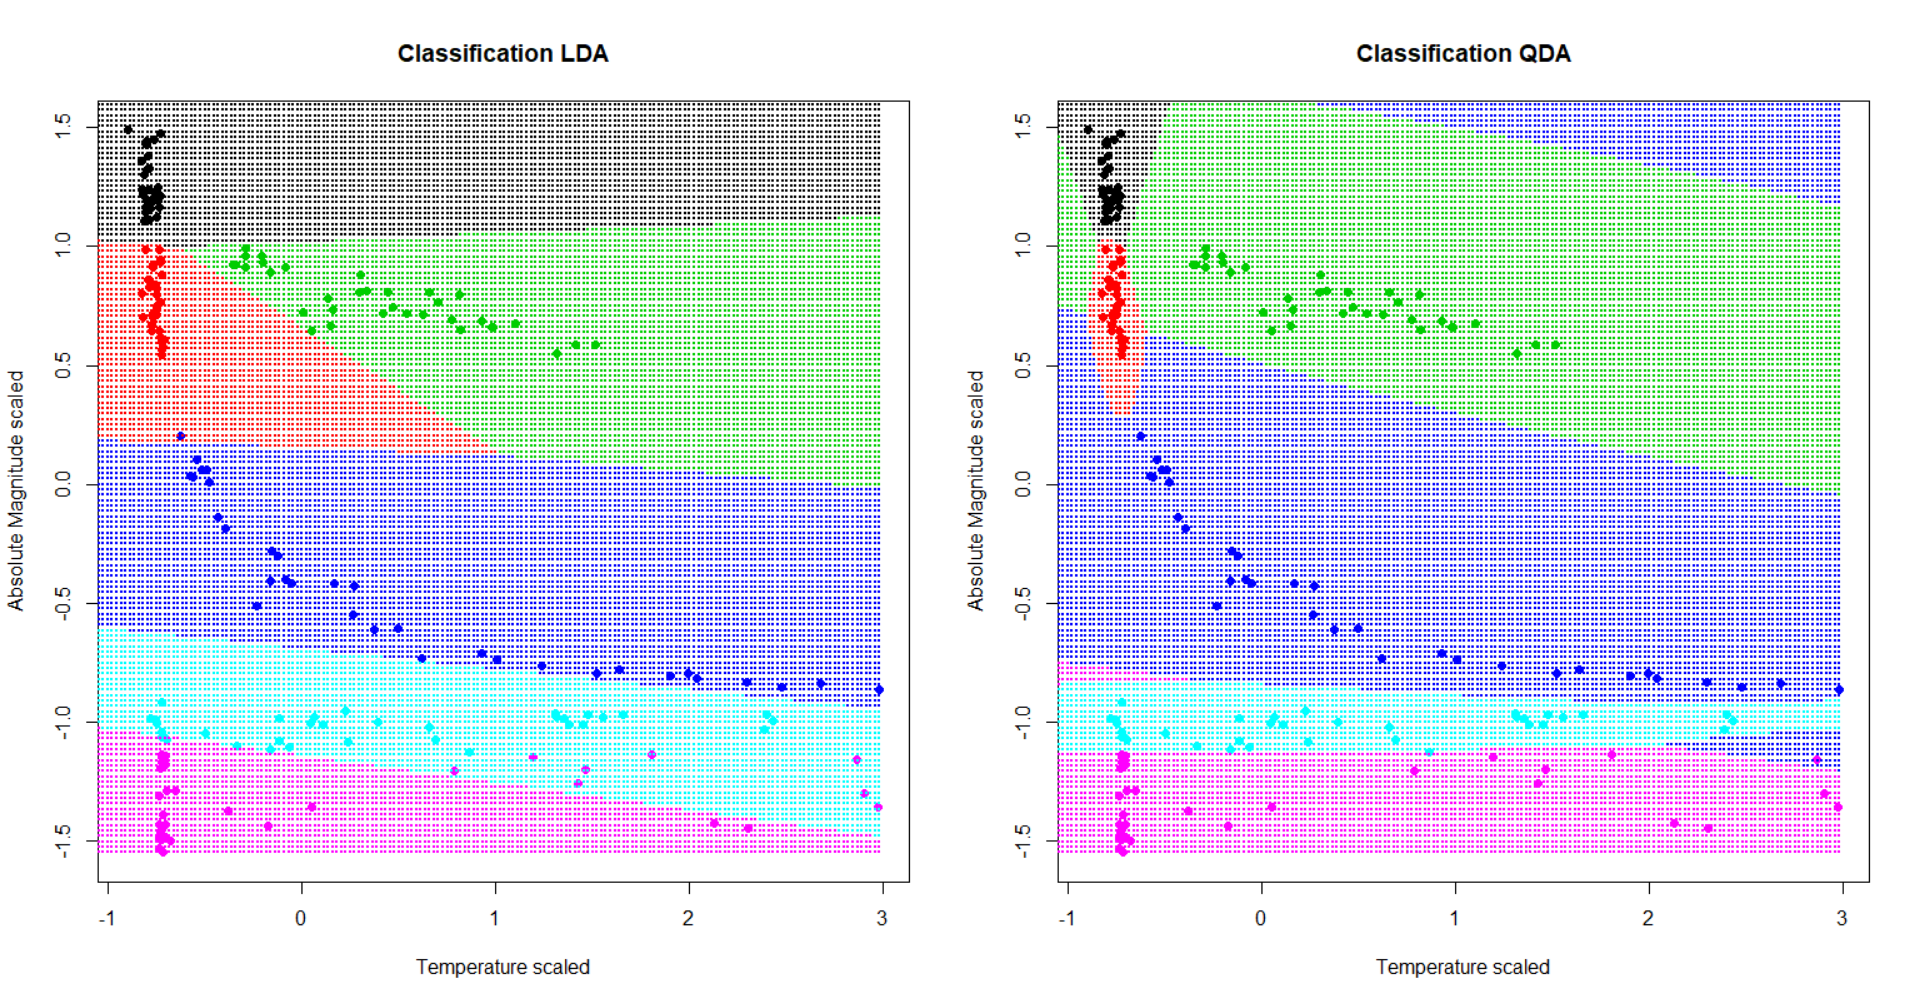 Classification LDA
Absolute Magnitude scaled
1.5
1.0
0.5
0.0
-0.5
-1.0
-1.5
-1 0 1 2 3
Temperature scaled
Classification QDA
Absolute Magnitude scaled
1.5
1.0
0.5
0.0
-0.5
-1.0
-1.5
-1 0 1 2 3
Temperature scaled